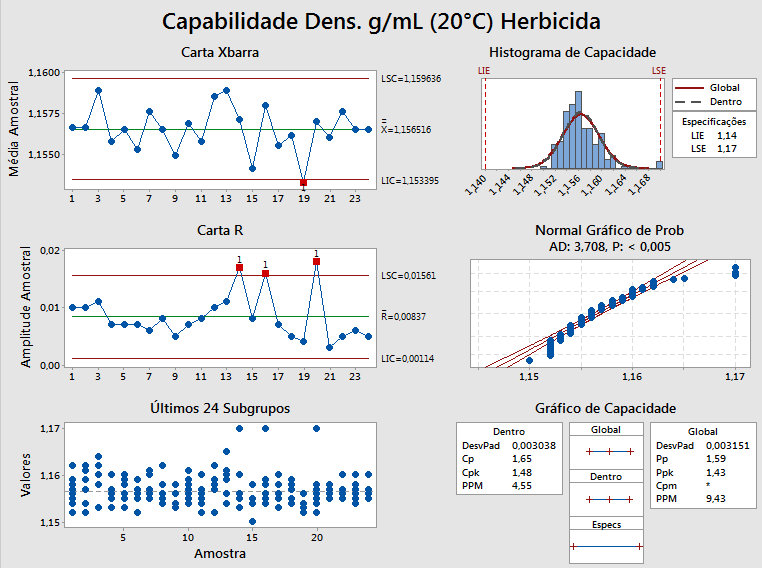 Capabilidade Dens. g/mL (20°C) Herbicida
Carta Xbarra
Média Amostral
1,1600
1,1575
1,1550
1
LSC=1,159636
X=1,156516
LIC=1,153395
1 3 5 7 9 11 13 15 17 19 21 23
Histograma de Capacidade
LIE
LSE
Global
Dentro
Especificações
LIE 1,14
LSE 1,17
1,140 1,144 1,148 1,152 1,156 1,160 1,164 1,168
Carta R
Amplitude Amostral
0,02
0,01
0,00
1 1 1
LSC=0,01561
R=0,00837
LIC=0,00114
1 3 5 7 9 11 13 15 17 19 21 23
Normal Gráfico de Prob
AD: 3,708, P: < 0,005
1,15 1,16 1,17
Últimos 24 Subgrupos
Valores
1,17
1,16
1,15
5 10 15 20
Amostra
Gráfico de Capacidade
Dentro
DesvPad 0,003038
Cp 1,65
Cpk 1,48
PPM 4,55
Global
Dentro
Especs
Global
DesvPad 0,003151
Pp 1,59
Ppk 1,43
Cpm *
PPM 9,43